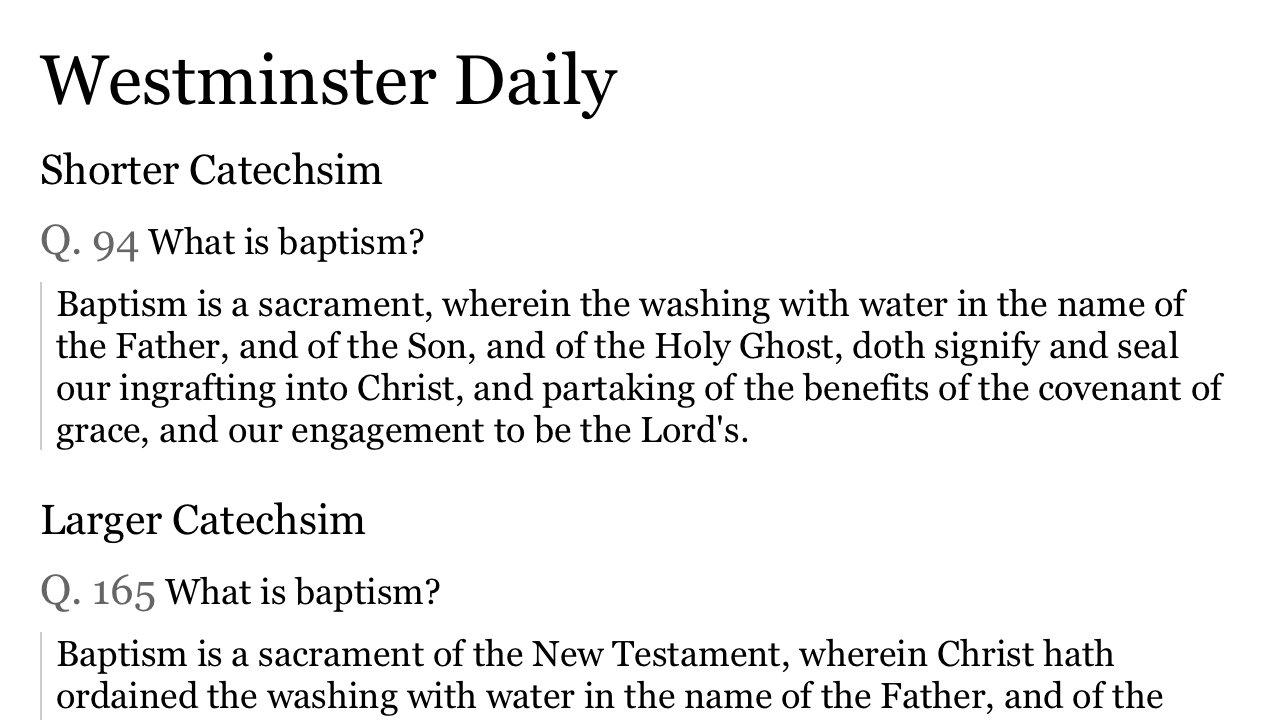 Westminster Daily
Shorter Catechsim
Q. 94 What is baptism?
Baptism is a sacrament, wherein the washing with water in the name of
the Father, and of the Son, and of the Holy Ghost, doth signify and seal
our ingrafting into Christ, and partaking of the benefits of the covenant of
grace, and our engagement to be the Lord's.
Larger Catechsim
Q. 165 What is baptism?
Baptism is a sacrament of the New Testament, wherein Christ hath
ordained the washing with water in the name of the Father, and of the